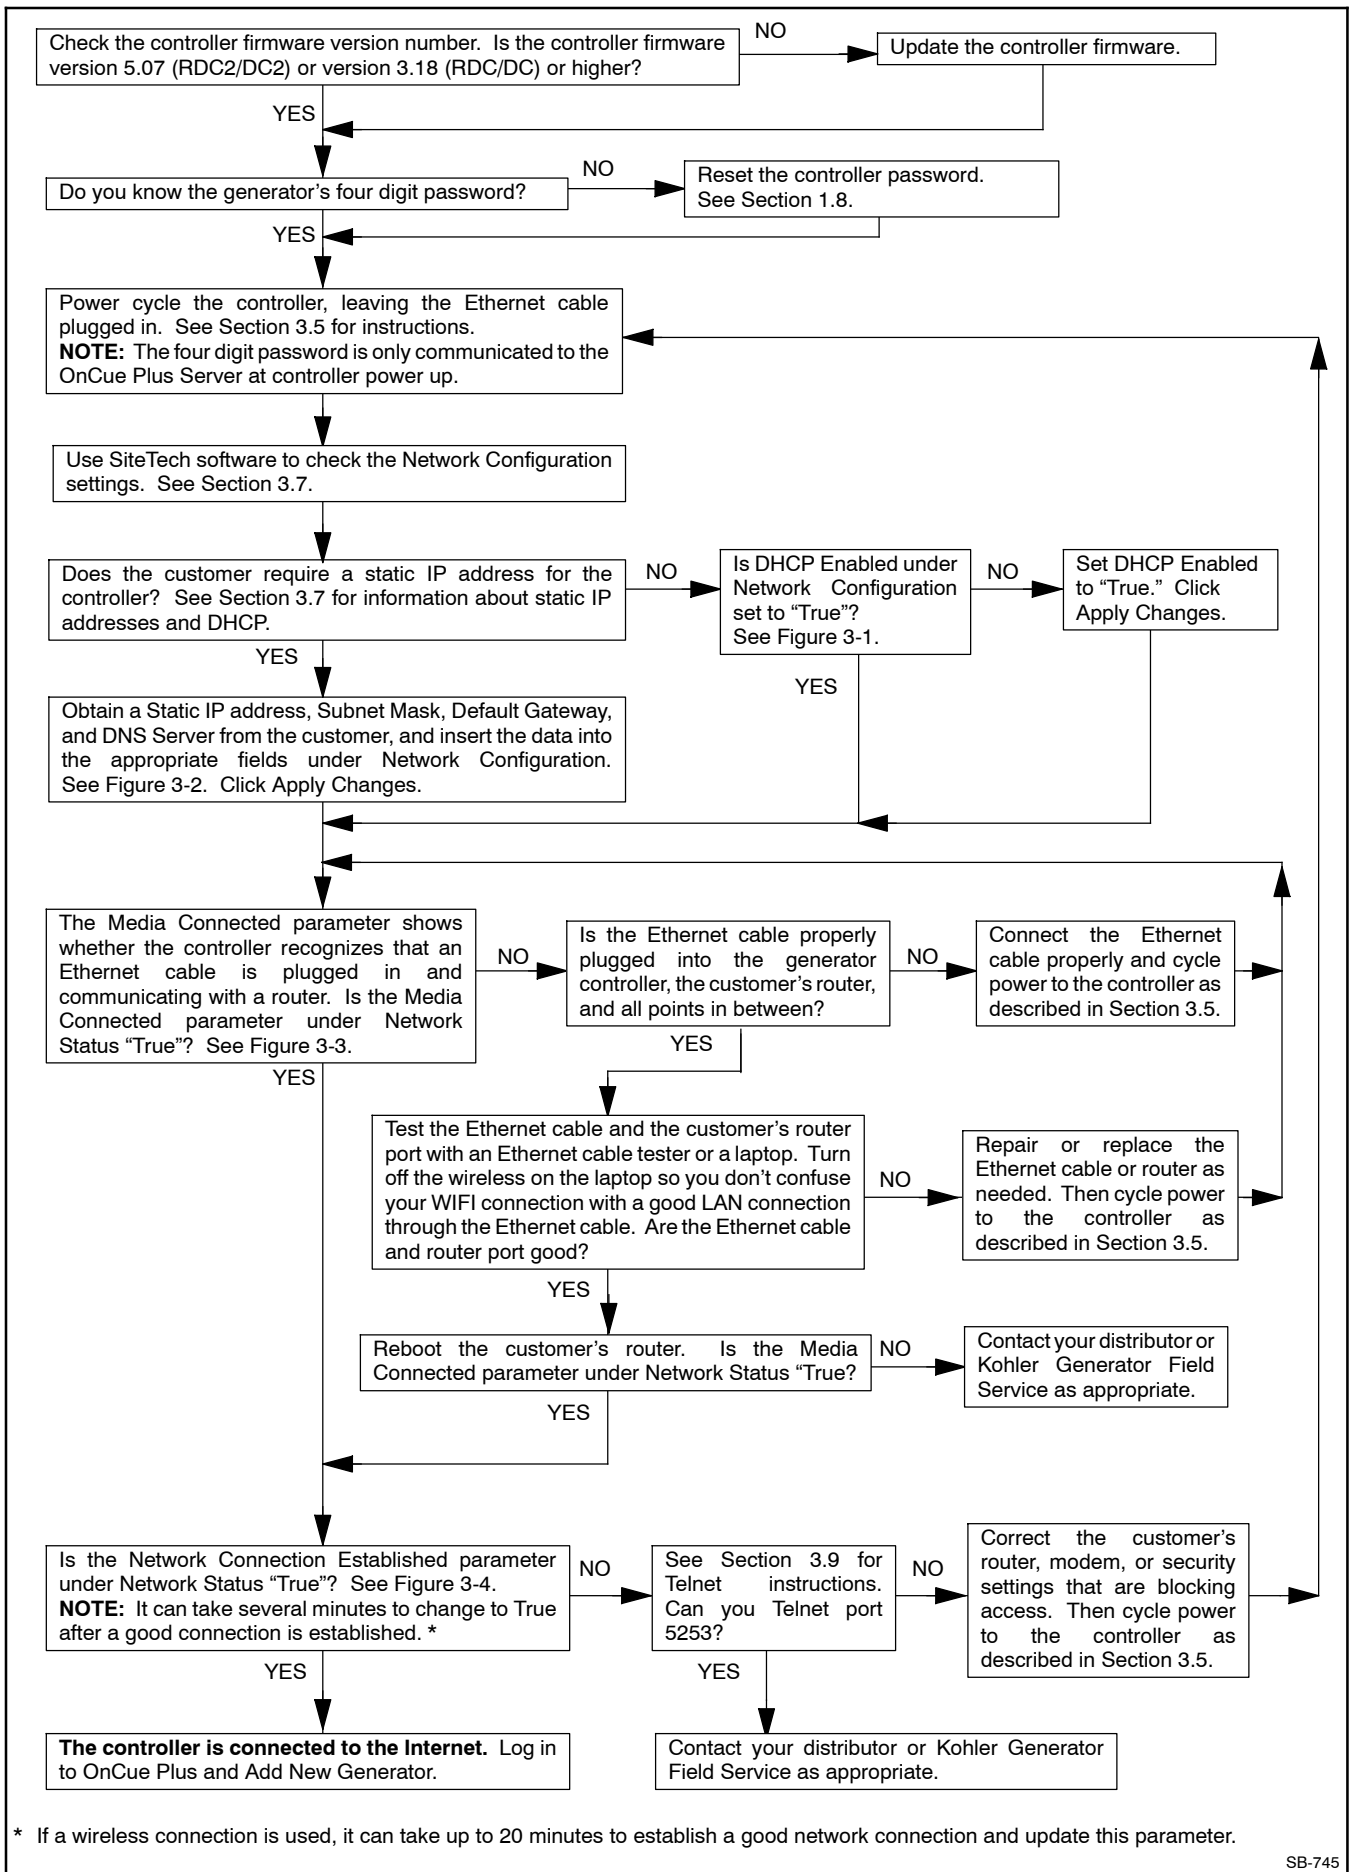 Check the controller firmware version number. Is the controller firmware
version 5.07 (RDC2/DC2) or version 3.18 (RDC/DC) or higher?
NO
Update the controller firmware.
YES
Do you know the generator's four digit password?
NO
Reset the controller password.
See Section 1.8.
YES
Power cycle the controller, leaving the Ethernet cable
plugged in. See Section 3.5 for instructions.
NOTE: The four digit password is only communicated to the
OnCue Plus Server at controller power up.
Use SiteTech software to check the Network Configuration
settings. See Section 3.7.
Does the customer require a static IP address for the
controller? See Section 3.7 for information about static IP
addresses and DHCP.
NO
Is DHCP Enabled under
Network Configuration
set to “True”?
See Figure 3-1.
NO
Set DHCP Enabled
to “True.” Click
Apply Changes.
YES
YES
Obtain a Static IP address, Subnet Mask, Default Gateway,
and DNS Server from the customer, and insert the data into
the appropriate fields under Network Configuration.
See Figure 3-2. Click Apply Changes.
The Media Connected parameter shows
whether the controller recognizes that an
Ethernet cable is plugged in and
communicating with a router. Is the Media
Connected parameter under Network
Status “True”? See Figure 3-3.
NO
Is the Ethernet cable properly
plugged into the generator
controller, the customer's router,
and all points in between?
NO
Connect the Ethernet
cable properly and cycle
power to the controller as
described in Section 3.5.
YES
YES
Test the Ethernet cable and the customer's router
port with an Ethernet cable tester or a laptop. Turn
off the wireless on the laptop so you don't confuse
your WIFI connection with a good LAN connection
through the Ethernet cable. Are the Ethernet cable
and router port good?
NO
Repair or replace the
Ethernet cable or router as
needed. Then cycle power
to the controller as
described in Section 3.5.
YES
Reboot the customer's router. Is the Media
Connected parameter under Network Status “True?
NO
Contact your distributor or
Kohler Generator Field
Service as appropriate.
YES
Is the Network Connection Established parameter
under Network Status “True”? See Figure 3-4.
NOTE: It can take several minutes to change to True
after a good connection is established. *
NO
See Section 3.9 for
Telnet instructions.
Can you Telnet port
5253?
NO
Correct the customer's
router, modem, or security
settings that are blocking
access. Then cycle power
to the controller as
described in Section 3.5.
YES
YES
The controller is connected to the Internet. Log in
to OnCue Plus and Add New Generator.
Contact your distributor or Kohler Generator
Field Service as appropriate.
* If a wireless connection is used, it can take up to 20 minutes to establish a good network connection and update this parameter.
SB-745